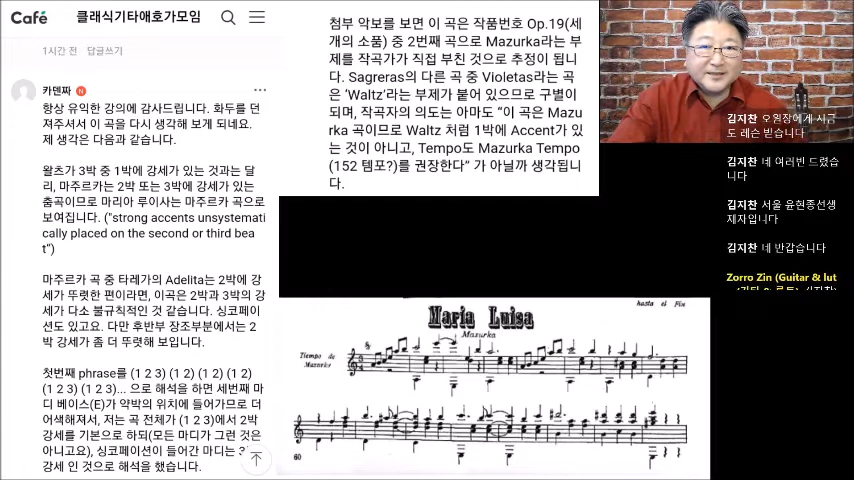 Café 클래식기타애호가모임
1시간 전 답글쓰기
카덴짜 N
항상 유익한 강의에 감사드립니다. 화두를 던
져주셔서 이 곡을 다시 생각해 보게 되네요.
제 생각은 다음과 같습니다.
왈츠가 3박 중 1박에 강세가 있는 것과는 달
리, 마주르카는 2박 또는 3박에 강세가 있는
춤곡이므로 마리아 루이사는 마주르카 곡으로
보여집니다. ("strong accents unsystemati
cally placed on the second or third bea
t")
마주르카 곡 중 타레가의 Adelita는 2박에 강
세가 뚜렷한 편이라면, 이곡은 2박과 3박의 강
세가 다소 불규칙적인 것 같습니다. 싱코페이
션도 있고요. 다만 후반부 장조부분에서는 2
박 강세가 좀 더 뚜렷해 보입니다.
첫번째 phrase를 (1 2 3) (1 2) (1 2) (1 2)
(1 2 3) (1 2 3)... 으로 해석을 하면 세번째 마
디 베이스(E)가 약박의 위치에 들어가므로 더
어색해져서, 저는 곡 전체가 (1 2 3)에서 2박
강세를 기본으로 하되(모든 마디가 그런 것은
아니고요), 싱코페이션이 들어간 마디는
강세 인 것으로 해석을 했습니다.
첨부 악보를 보면 이 곡은 작품번호 Op.19(세
개의 소품) 중 2번째 곡으로 Mazurka라는 부
제를 작곡가가 직접 부친 것으로 추정이 됩니
다. Sagreras의 다른 곡 중 Violetas라는 곡
은 ‘Waltz’라는 부제가 붙어 있으므로 구별이
되며, 작곡자의 의도는 아마도 “이 곡은 Mazu
rka 곡이므로 Waltz 처럼 1박에 Accent가 있
는 것이 아니고, Tempo도 Mazurka Tempo
(152 템포?)를 권장한다” 가 아닐까 생각됩니
다.
김지찬 오원장에게 시금
도 레슨 받습니다
김지찬 네 여러번 드렸습
니다
김지찬 서울 윤현종선생
제자입니다
김지찬 네 반갑습니다
Zorro Zin (Guitar & lut
hasta el Fin
Maria Luisa
Mazurka
Tiempo de
Mazurka
60